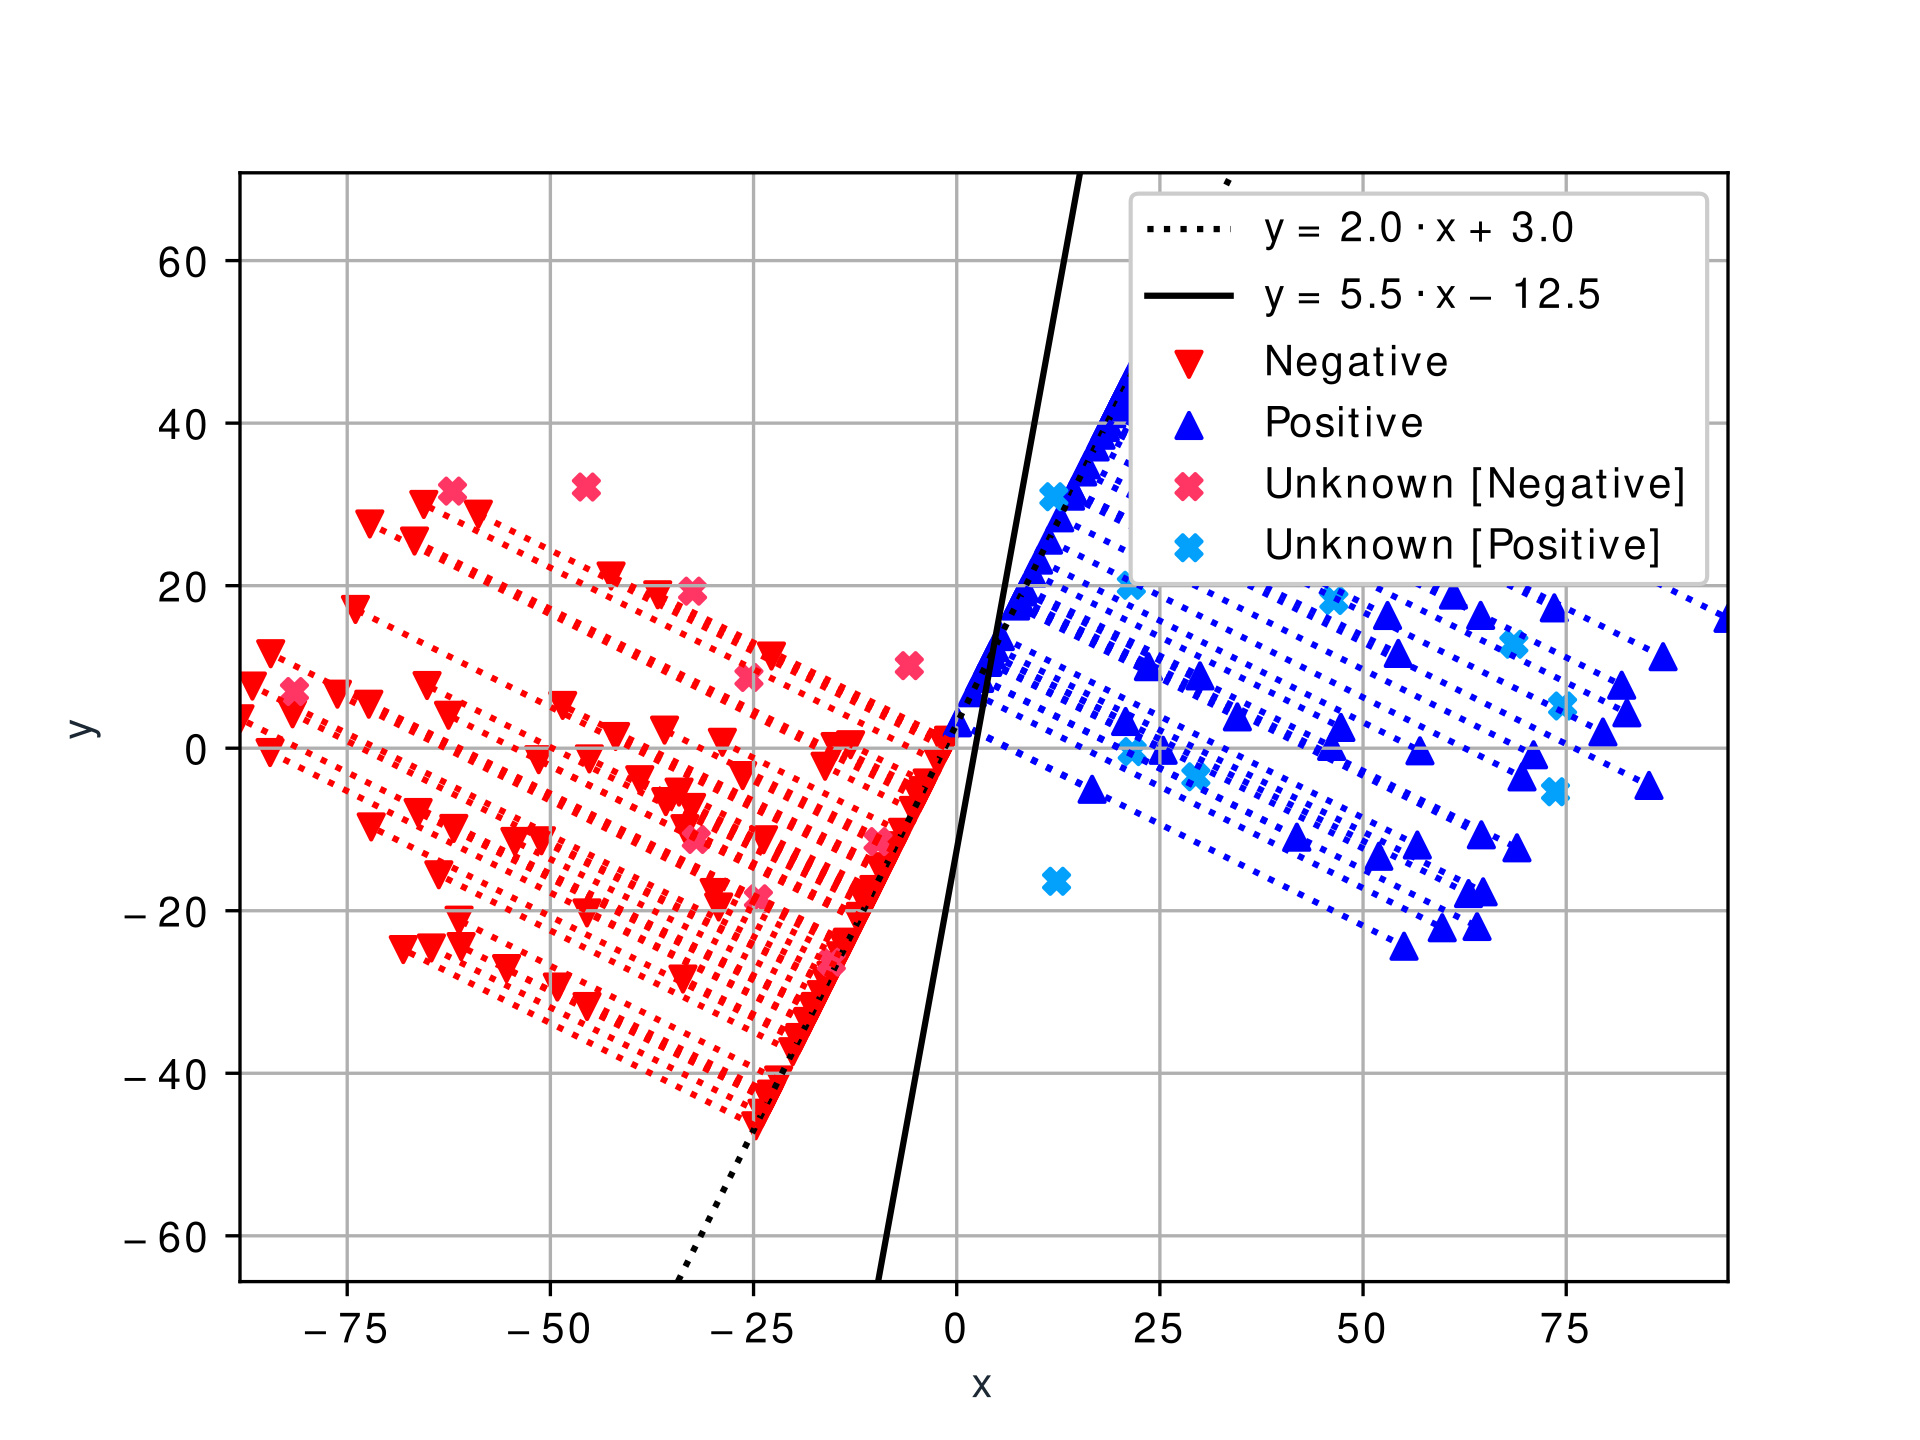 y = 2.0 · x + 3.0
y = 5.5 · x − 12.5
Negative
Positive
Unknown [Negative]
Unknown [Positive]
60
40
20
0
−20
−40
−60
y
−75
−50
−25
0
25
50
75
x